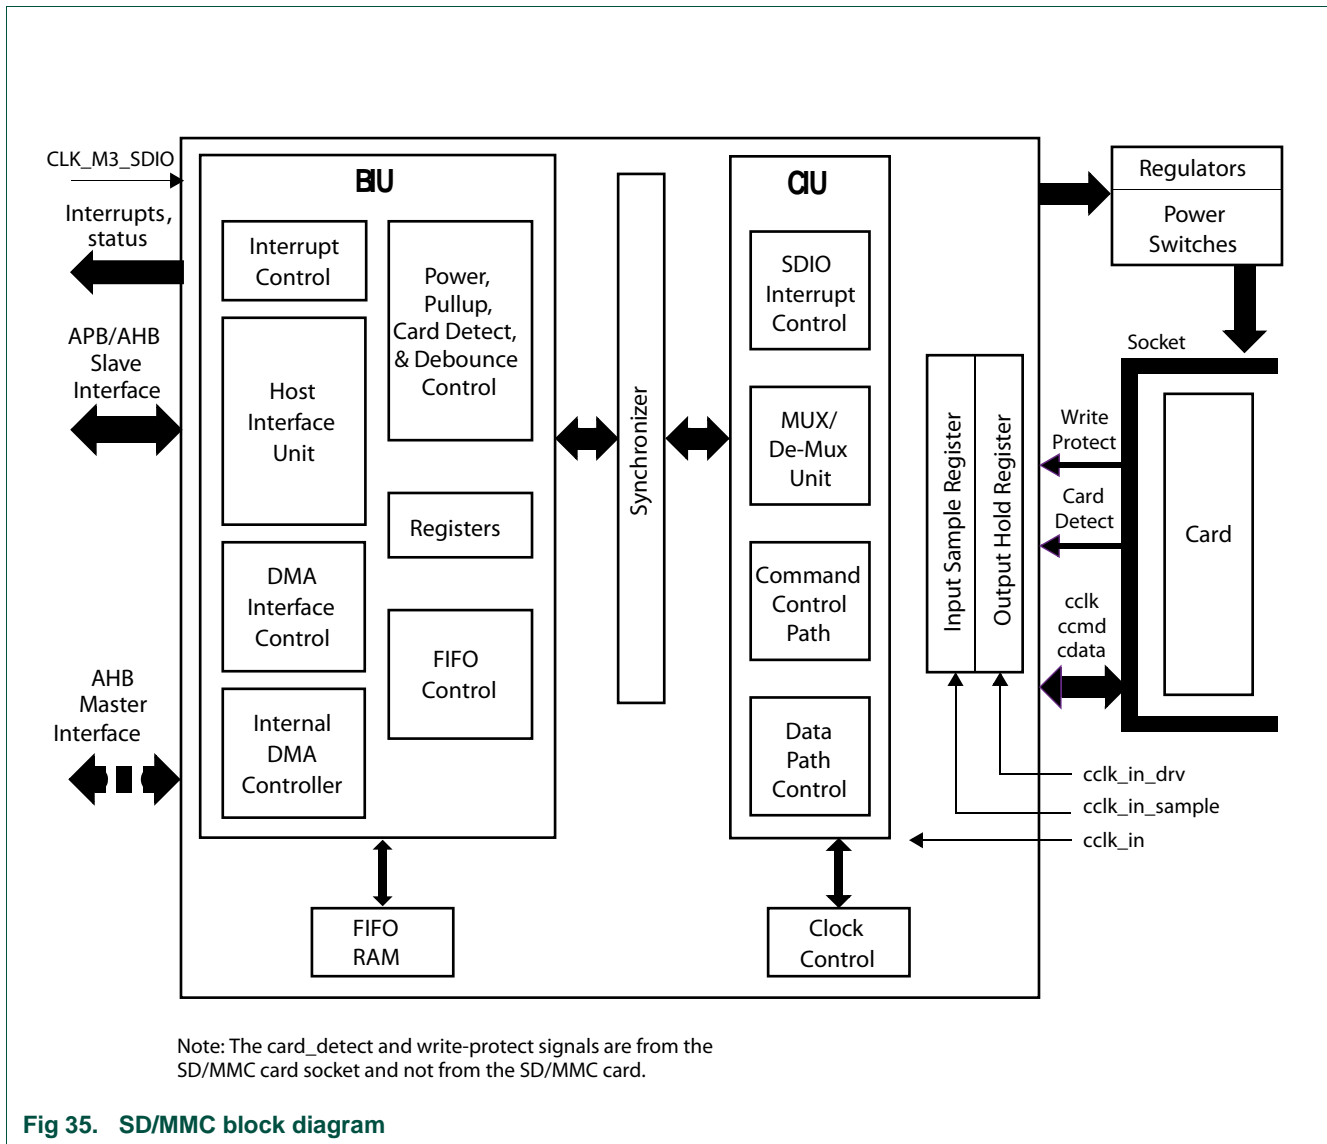 CLK_M3_SDIO
Interrupts,
status
APB/AHB
Slave
Interface
AHB
Master
Interface
BIU
Interrupt
Control
Host
Interface
Unit
DMA
Interface
Control
Internal
DMA
Controller
Power,
Pullup,
Card Detect,
& Debounce
Control
Registers
FIFO
Control
FIFO
RAM
Synchronizer
CIU
SDIO
Interrupt
Control
MUX/
De-Mux
Unit
Command
Control
Path
Data
Path
Control
Clock
Control
Input Sample Register
Output Hold Register
Regulators
Power
Switches
Socket
Write
Protect
Card
Detect
cclk
ccmd
cdata
Card
cclk_in_drv
cclk_in_sample
cclk_in
Note: The card_detect and write-protect signals are from the
SD/MMC card socket and not from the SD/MMC card.
Fig 35. SD/MMC block diagram